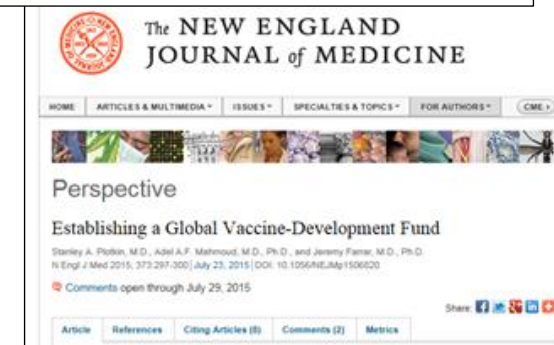 The NEW ENGLAND
JOURNAL of MEDICINE
HOME ARTICLES & MULTIMEDIA ISSUES SPECIALTIES & TOPICS FOR AUTHORS CME
Perspective
Establishing a Global Vaccine-Development Fund
Stanley A. Plotkin, M.D., Adel A.F. Mahmoud, M.D., Ph.D., and Jeremy Farrar, M.D., Ph.D.
N Engl J Med 2015; 373:297-300 | July 23, 2015 | DOI: 10.1056/NEJMp1506820
Comments open through July 29, 2015
Share:
Article References Citing Articles (8) Comments (2) Metrics